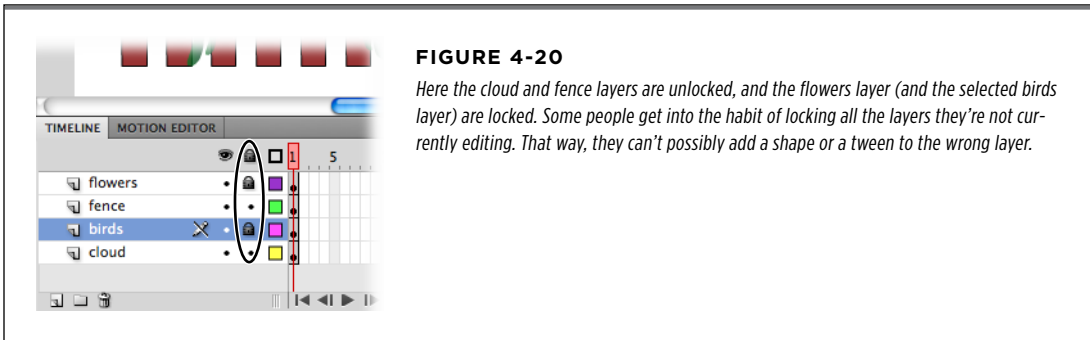 FIGURE 4-20
Here the cloud and fence layers are unlocked, and the flowers layer (and the selected birds
layer) are locked. Some people get into the habit of locking all the layers they're not cur-
rently editing. That way, they can't possibly add a shape or a tween to the wrong layer.
TIMELINE MOTION EDITOR
1 5
flowers
fence
birds
cloud